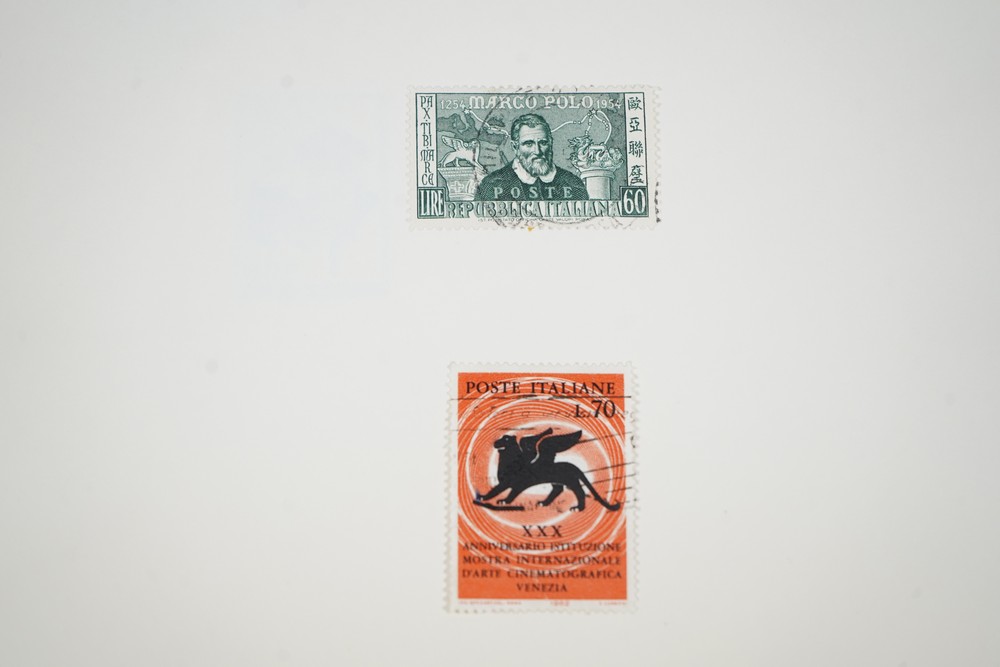 1254 MARCO POLO 1954
PAX·TIBI·MARCE
歐亞聯
POSTE
LIRE REPUBBLICA ITALIANA 60
POSTE ITALIANE
L.70
XXX
ANNIVERSARIO ISTITUZIONE
MOSTRA INTERNAZIONALE
D'ARTE CINEMATOGRAFICA
VENEZIA
1962